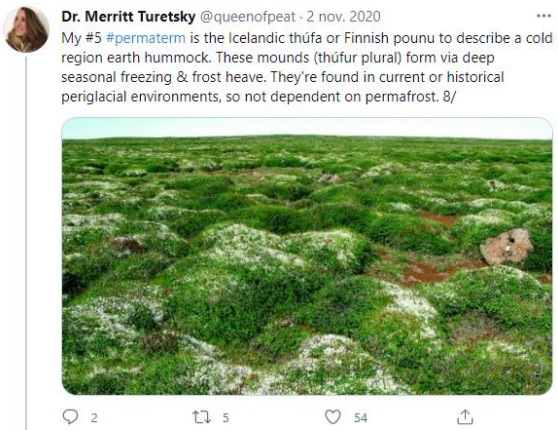 Dr. Merritt Turetsky @queenofpeat · 2 nov. 2020
My #5 #permaterm is the Icelandic thúfa or Finnish pounu to describe a cold
region earth hummock. These mounds (thúfur plural) form via deep
seasonal freezing & frost heave. They're found in current or historical
periglacial environments, so not dependent on permafrost. 8/
2 5 54